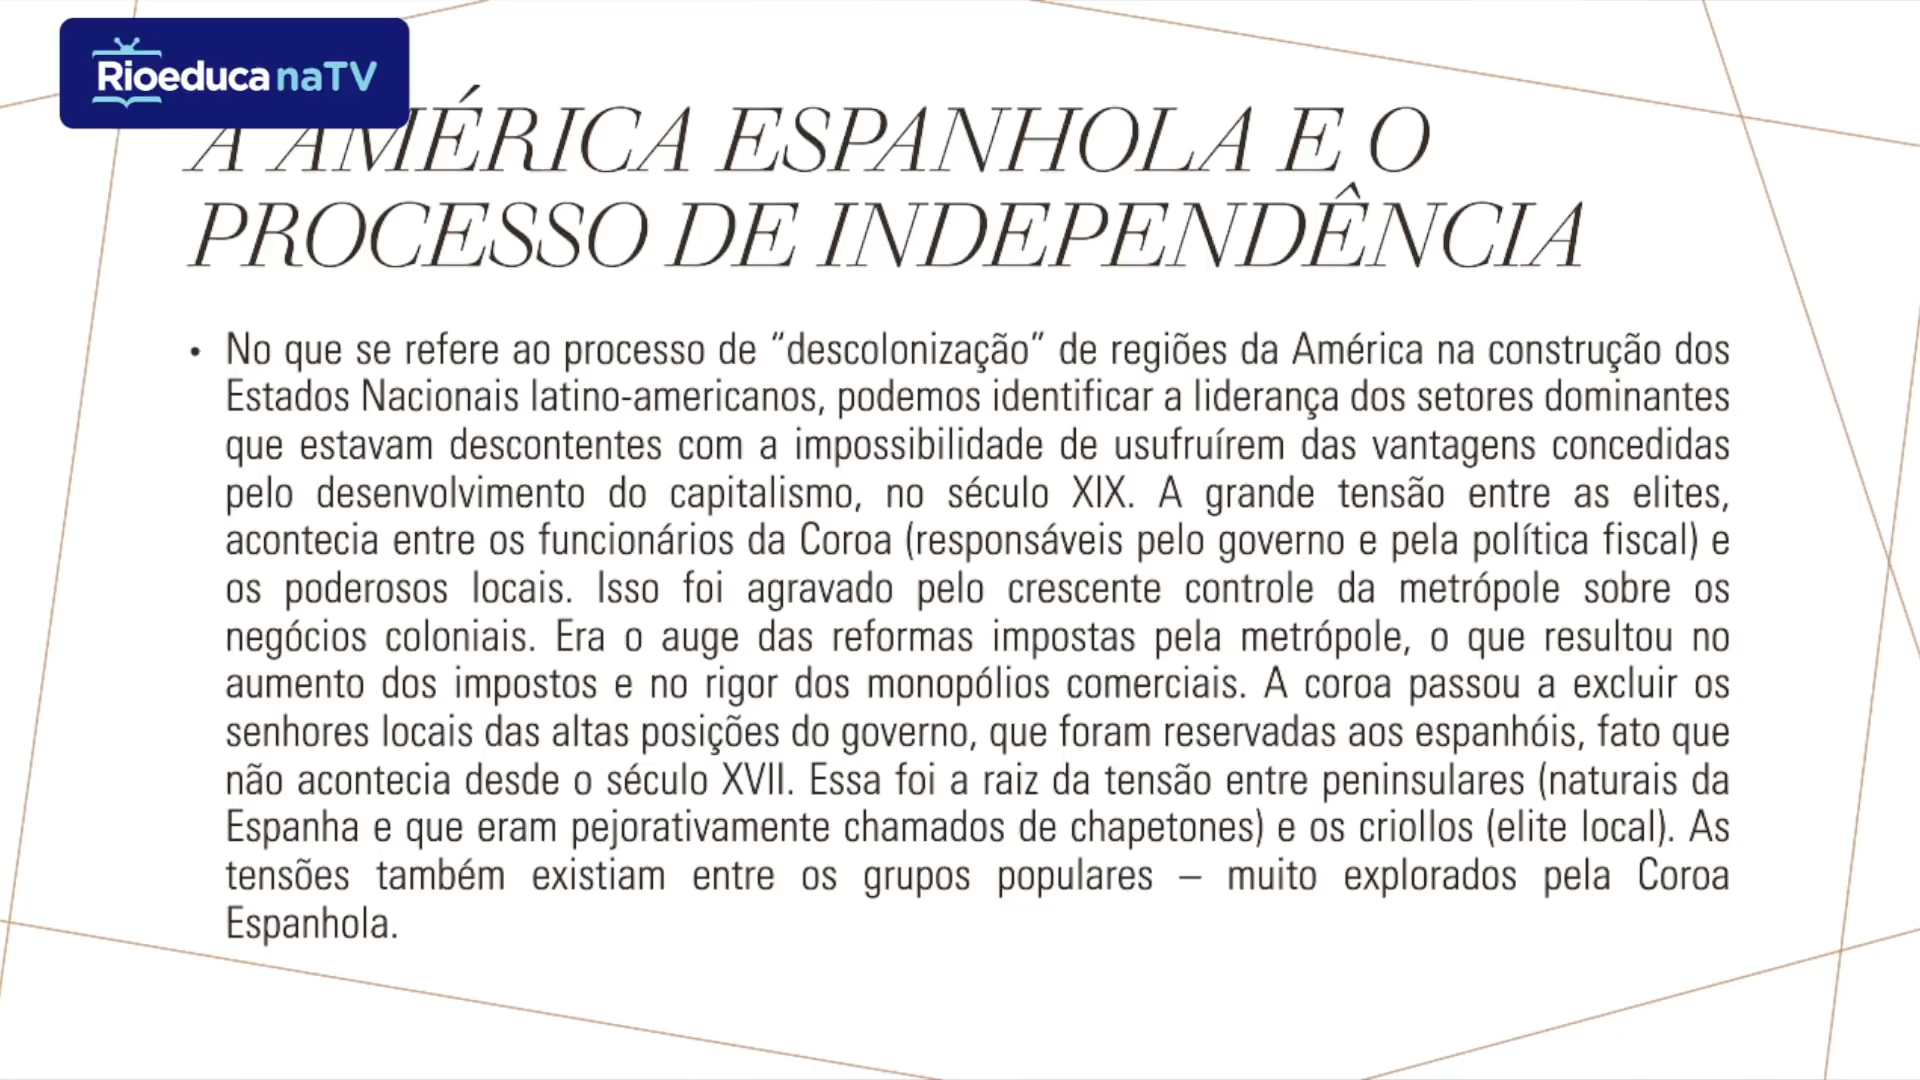 Rioeduca naTV
A AMÉRICA ESPANHOLA E O
PROCESSO DE INDEPENDÊNCIA
• No que se refere ao processo de “descolonização” de regiões da América na construção dos
Estados Nacionais latino-americanos, podemos identificar a liderança dos setores dominantes
que estavam descontentes com a impossibilidade de usufruírem das vantagens concedidas
pelo desenvolvimento do capitalismo, no século XIX. A grande tensão entre as elites,
acontecia entre os funcionários da Coroa (responsáveis pelo governo e pela política fiscal) e
os poderosos locais. Isso foi agravado pelo crescente controle da metrópole sobre os
negócios coloniais. Era o auge das reformas impostas pela metrópole, o que resultou no
aumento dos impostos e no rigor dos monopólios comerciais. A coroa passou a excluir os
senhores locais das altas posições do governo, que foram reservadas aos espanhóis, fato que
não acontecia desde o século XVII. Essa foi a raiz da tensão entre peninsulares (naturais da
Espanha e que eram pejorativamente chamados de chapetones) e os criollos (elite local). As
tensões também existiam entre os grupos populares – muito explorados pela Coroa
Espanhola.